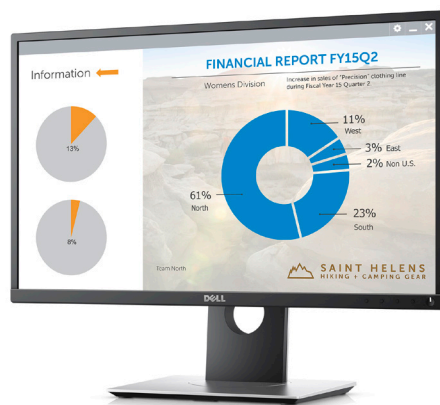 Information
FINANCIAL REPORT FY15Q2
Womens Division
Increase in sales of "Precision" clothing line
during Fiscal Year 15 Quarter 2
13%
8%
11%
West
3% East
2% Non U.S.
61%
North
23%
South
Team North
SAINT HELENS
HIKING + CAMPING GEAR
DELL